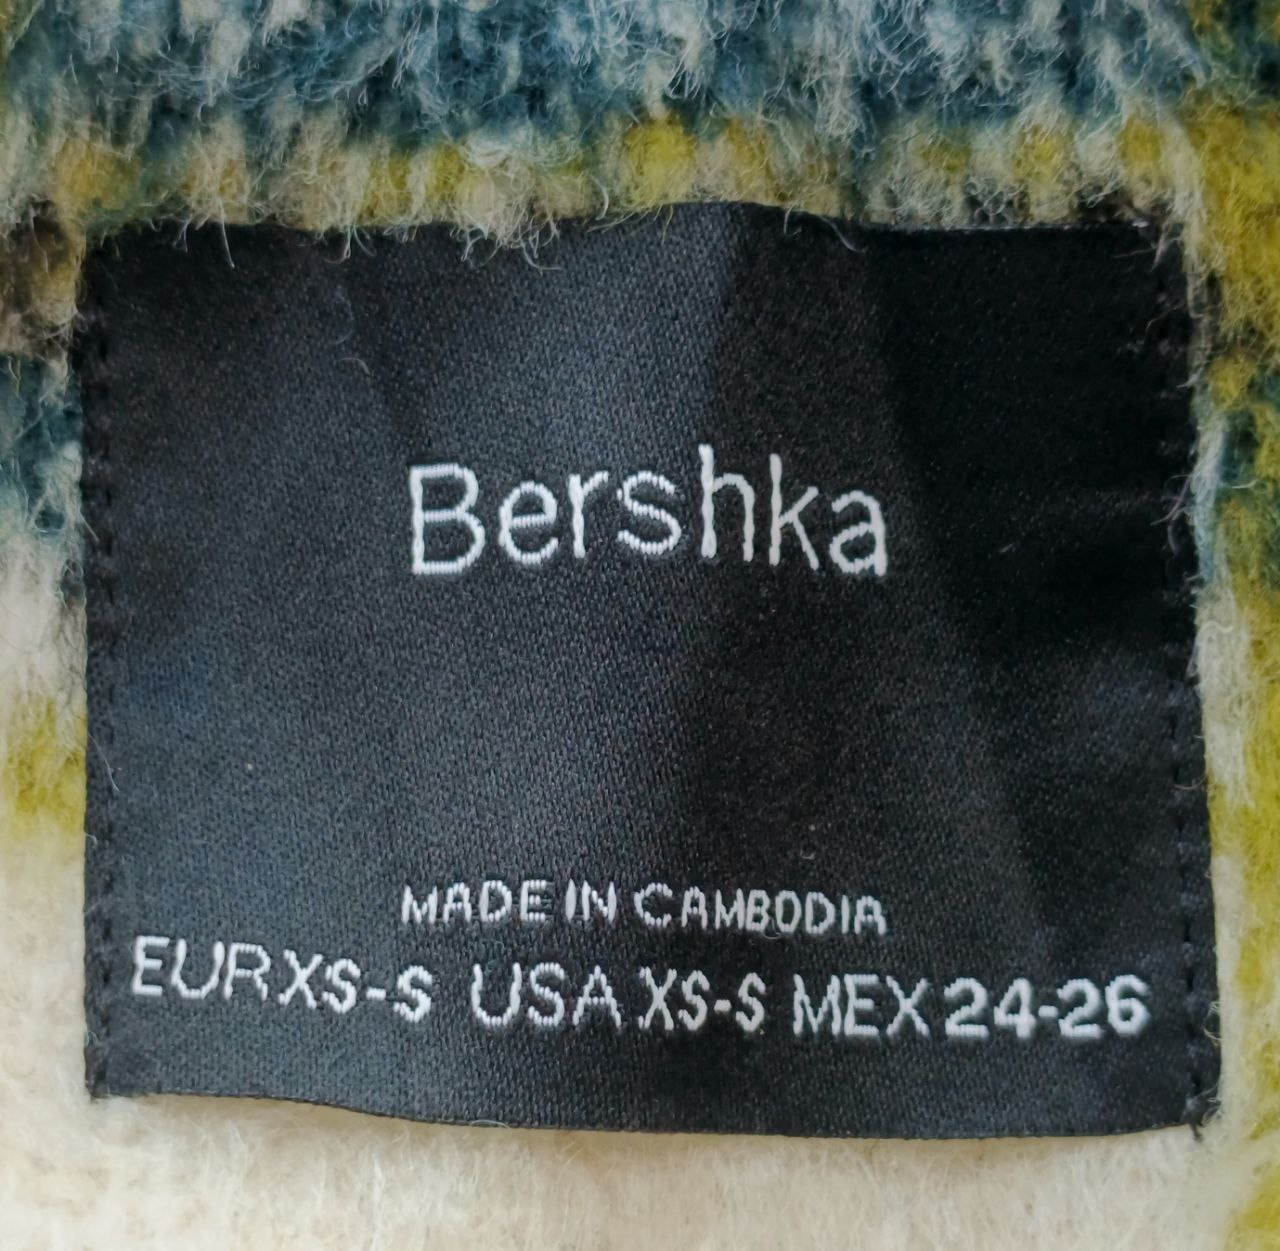 Bershka
MADE IN CAMBODIA
EUR XS-S USA XS-S MEX 24-26